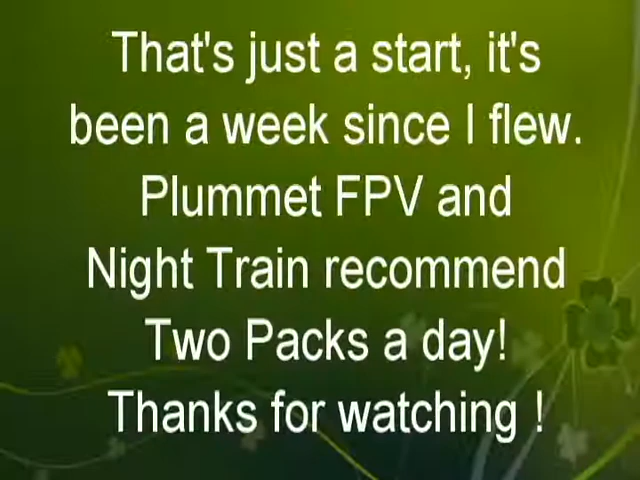 That's just a start, it's
been a week since I flew.
Plummet FPV and
Night Train recommend
Two Packs a day!
Thanks for watching !